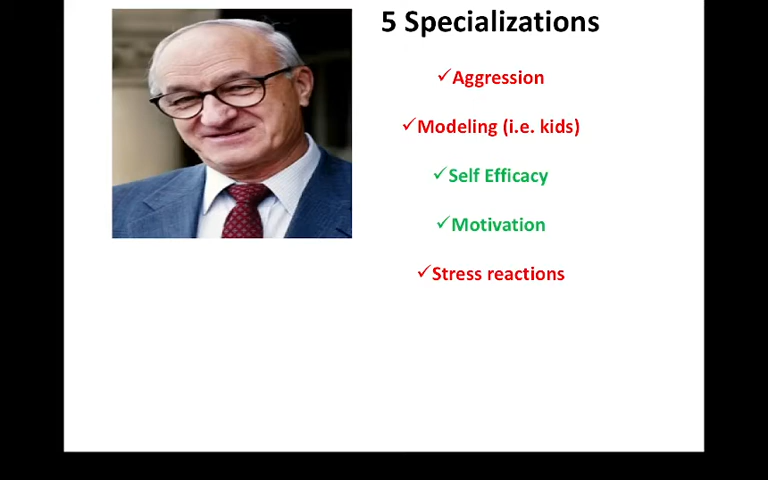 5 Specializations
✓Aggression
✓Modeling (i.e. kids)
✓Self Efficacy
✓Motivation
✓Stress reactions